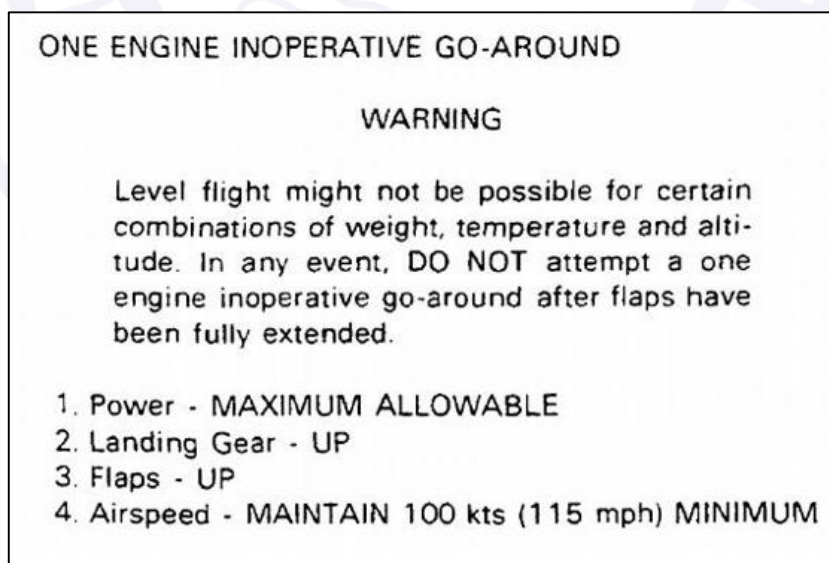 ONE ENGINE INOPERATIVE GO-AROUND
WARNING
Level flight might not be possible for certain
combinations of weight, temperature and alti-
tude. In any event, DO NOT attempt a one
engine inoperative go-around after flaps have
been fully extended.
1. Power - MAXIMUM ALLOWABLE
2. Landing Gear - UP
3. Flaps - UP
4. Airspeed - MAINTAIN 100 kts (115 mph) MINIMUM